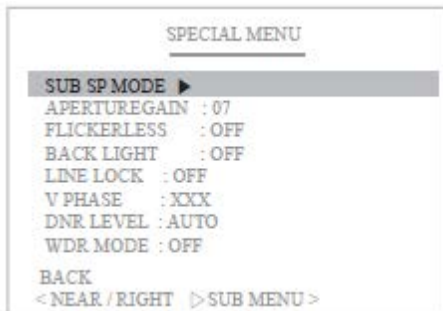 SPECIAL MENU
SUB SP MODE ▶
APERTUREGAIN : 07
FLICKERLESS : OFF
BACK LIGHT : OFF
LINE LOCK : OFF
V PHASE : XXX
DNR LEVEL : AUTO
WDR MODE : OFF
BACK
< NEAR / RIGHT ▷ SUB MENU >